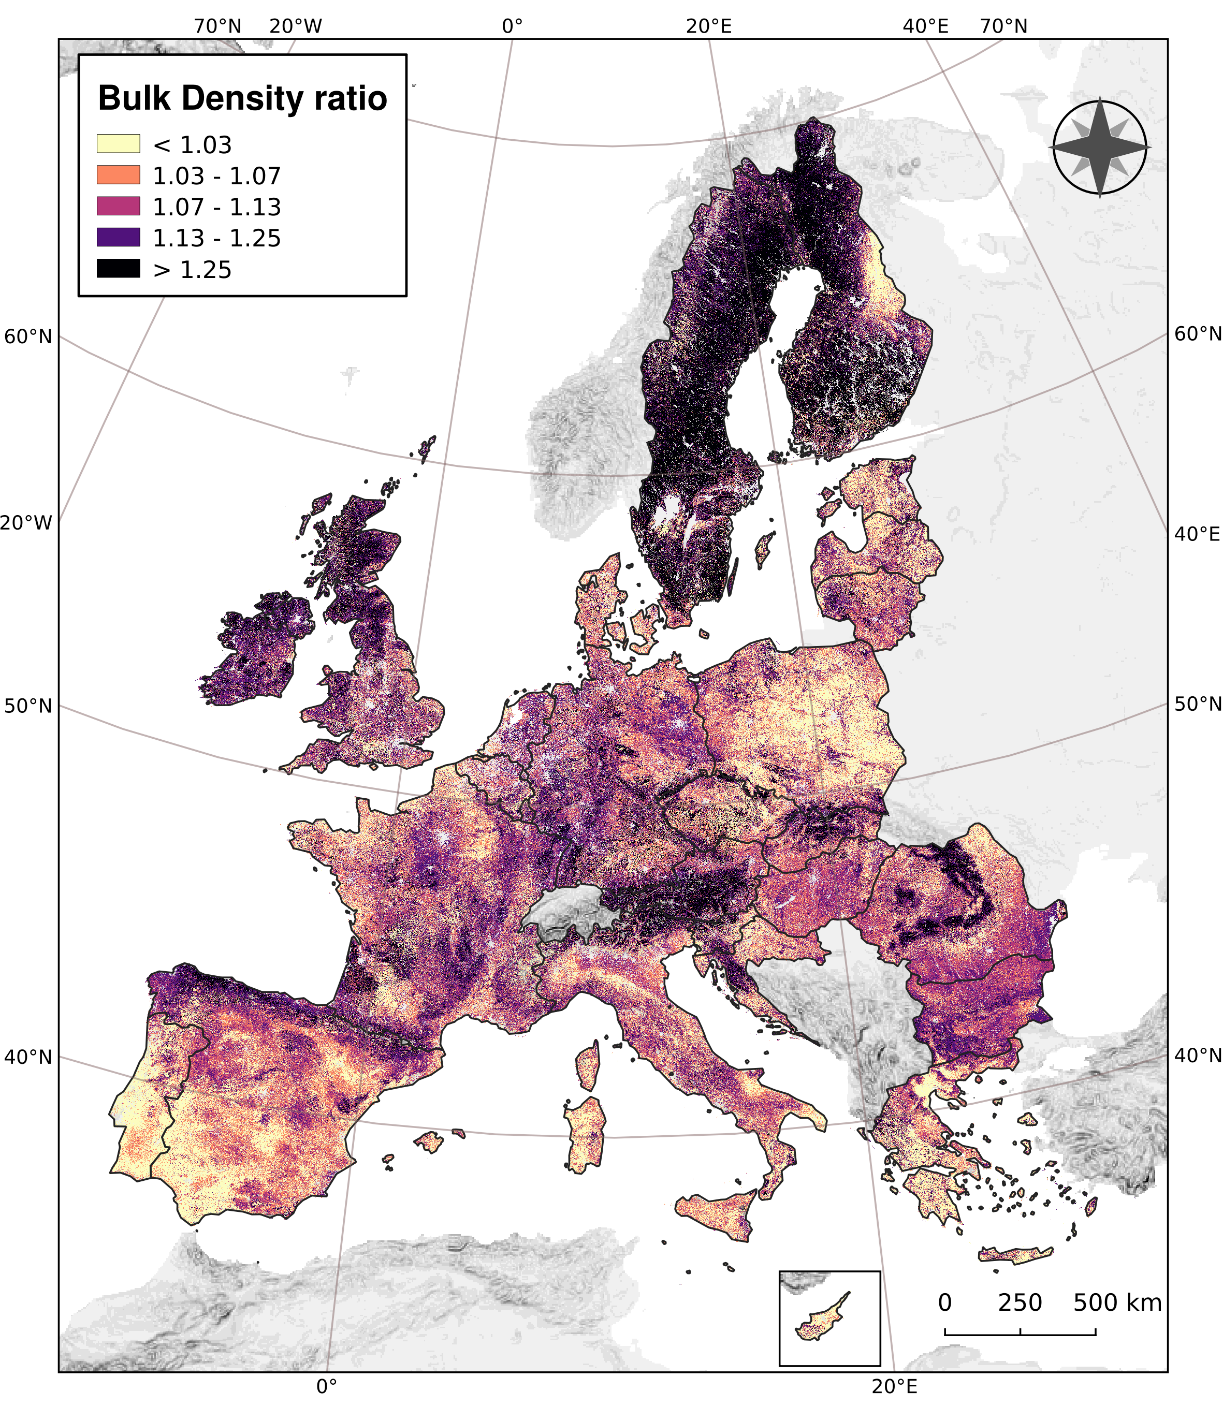 70°N 20°W 0° 20°E 40°E 70°N
Bulk Density ratio
< 1.03
1.03 - 1.07
1.07 - 1.13
1.13 - 1.25
> 1.25
60°N 60°N
20°W 40°E
50°N 50°N
40°N 40°N
0 250 500 km
0° 20°E